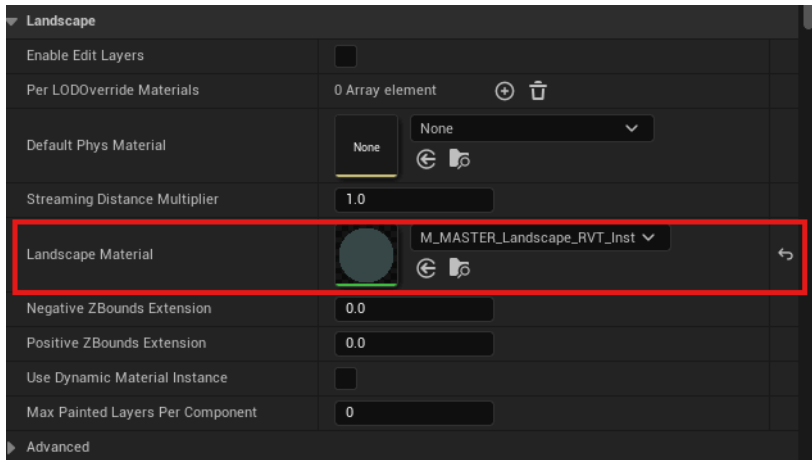 Landscape
Enable Edit Layers
Per LODOverride Materials 0 Array element
None
Default Phys Material None
Streaming Distance Multiplier 1.0
M_MASTER_Landscape_RVT_Inst
Landscape Material
Negative ZBounds Extension 0.0
Positive ZBounds Extension 0.0
Use Dynamic Material Instance
Max Painted Layers Per Component 0
Advanced